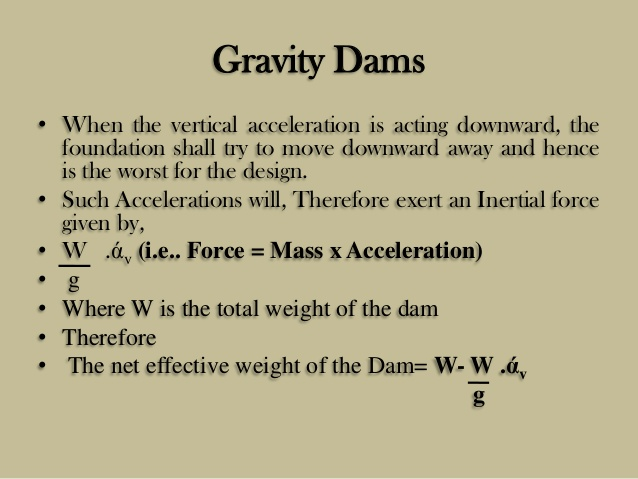 Gravity Dams
• When the vertical acceleration is acting downward, the
foundation shall try to move downward away and hence
is the worst for the design.
• Such Accelerations will, Therefore exert an Inertial force
given by,
• W .άv (i.e.. Force = Mass x Acceleration)
• g
• Where W is the total weight of the dam
• Therefore
• The net effective weight of the Dam= W- W .άv
g